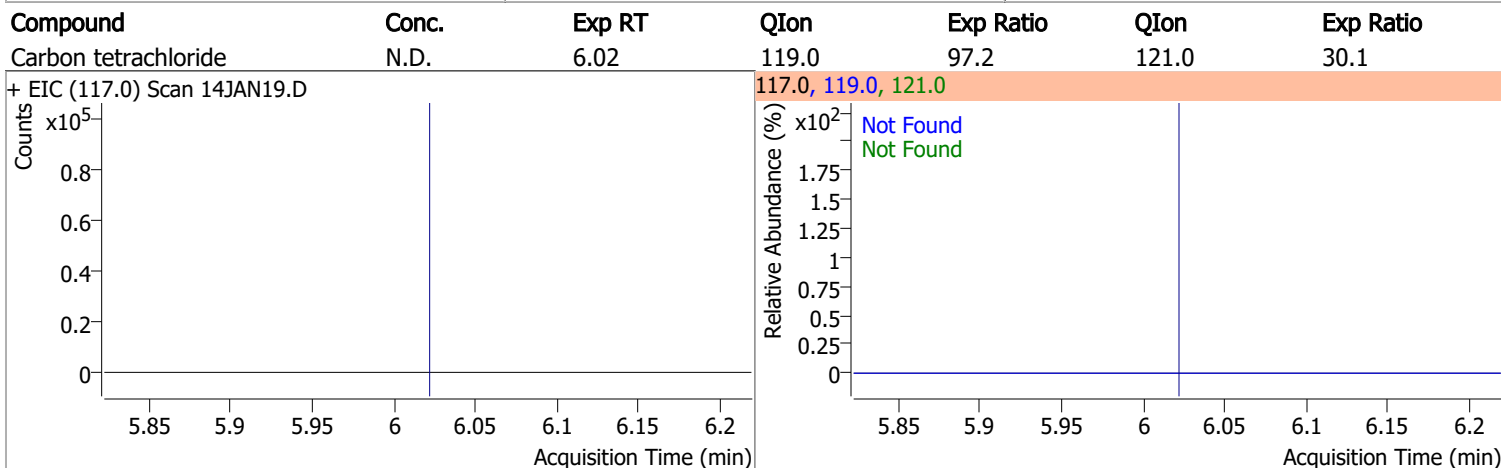 Compound Conc. Exp RT QIon Exp Ratio QIon Exp Ratio
Carbon tetrachloride N.D. 6.02 119.0 97.2 121.0 30.1
+ EIC (117.0) Scan 14JAN19.D
Counts
x10⁵
0.8
0.6
0.4
0.2
0
5.85 5.9 5.95 6 6.05 6.1 6.15 6.2
Acquisition Time (min)
117.0, 119.0, 121.0
Relative Abundance (%)
x10²
Not Found
Not Found
1.75
1.5
1.25
1
0.75
0.5
0.25
0
5.85 5.9 5.95 6 6.05 6.1 6.15 6.2
Acquisition Time (min)